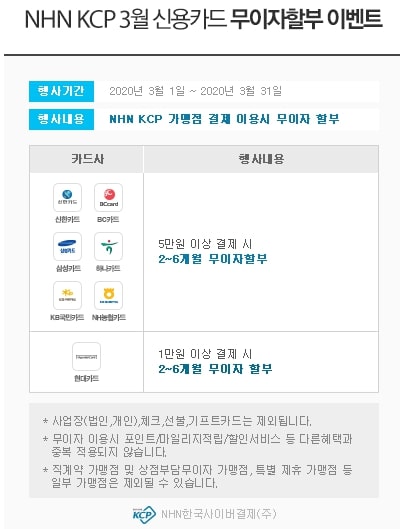 NHN KCP 3월 신용카드 무이자할부 이벤트
행사기간 2020년 3월 1일 ~ 2020년 3월 31일
행사내용 NHN KCP 가맹점 결제 이용시 무이자 할부
카드사 행사내용
신한카드 BC card
신한카드 BC카드
삼성카드
삼성카드 하나카드
KB국민카드 NH농협카드
5만원 이상 결제 시
2~6개월 무이자할부
현대카드
1만원 이상 결제 시
2~6개월 무이자 할부
* 사업장(법인,개인),체크,선불,기프트카드는 제외됩니다.
* 무이자 이용시 포인트/마일리지적립/할인서비스 등 다른혜택과
중복 적용되지 않습니다.
* 직계약 가맹점 및 상점부담무이자 가맹점, 특별 제휴 가맹점 등
일부 가맹점은 제외될 수 있습니다.
KCP NHN한국사이버결제(주)